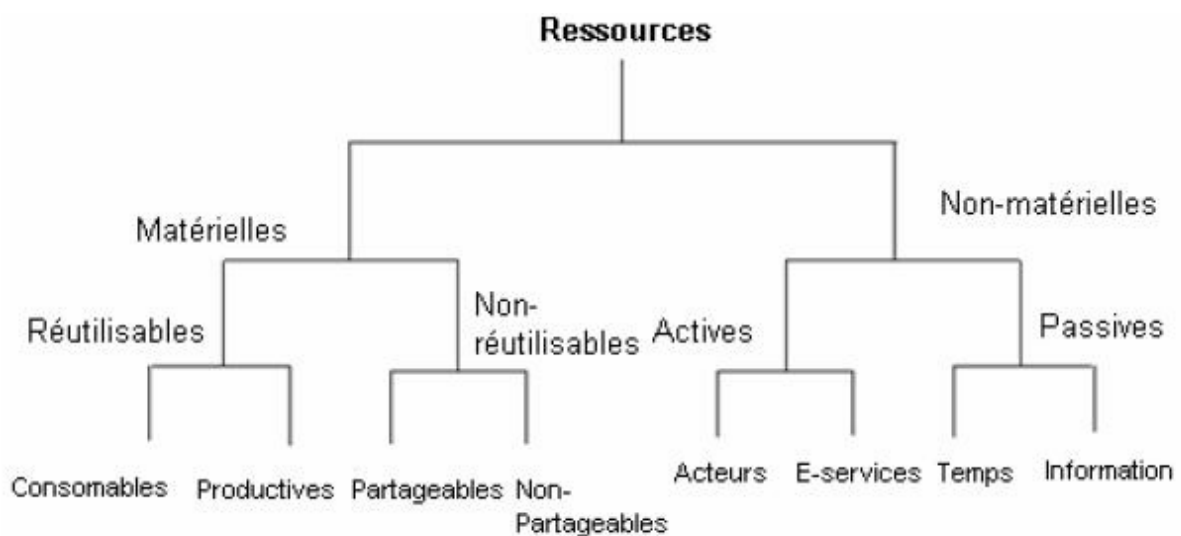 Ressources
Non-matérielles
Matérielles
Non-
réutilisables
Réutilisables
Actives
Passives
Acteurs
E-services
Temps
Information
Consomables
Productives
Partageables
Non-
Partageables